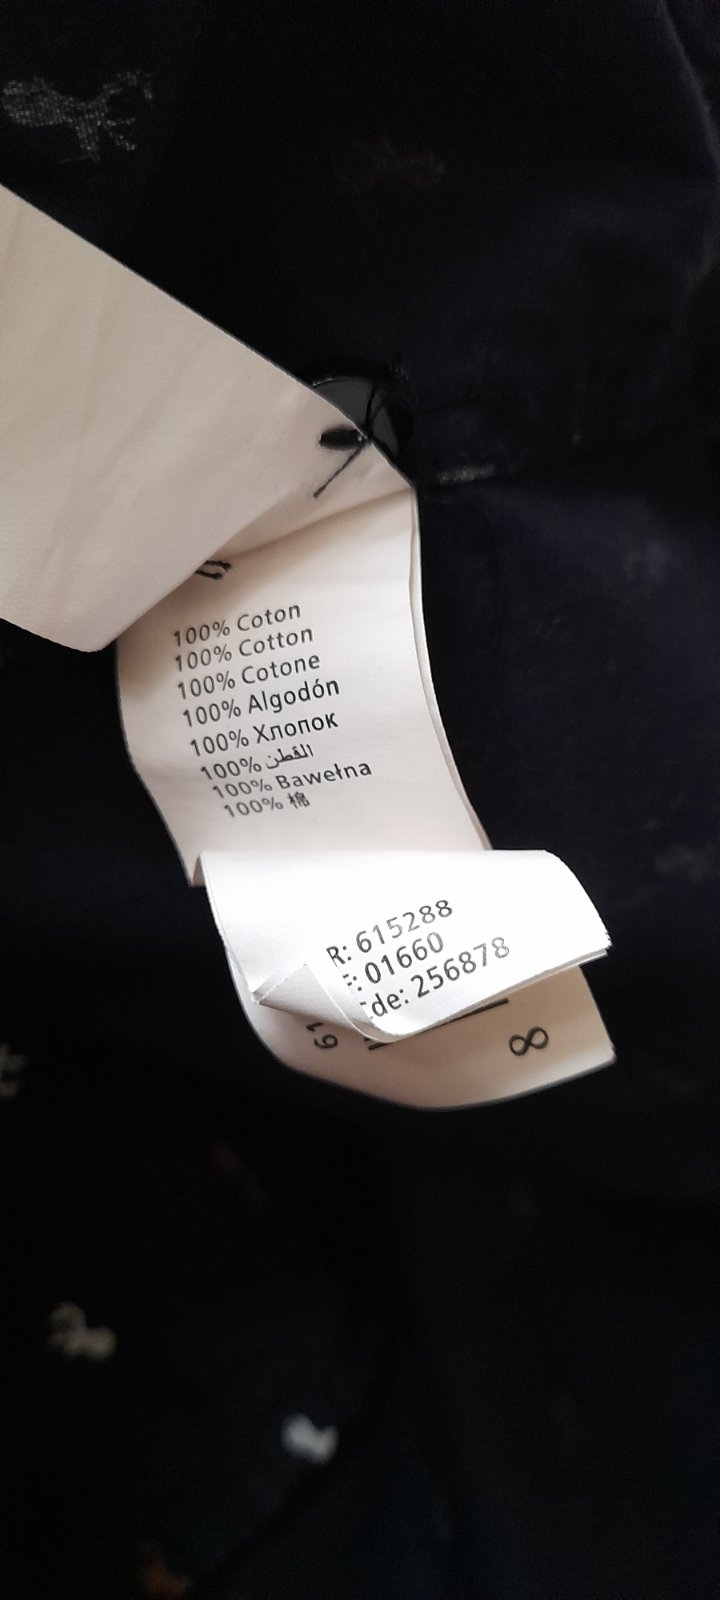 100% Coton
100% Cotton
100% Cotone
100% Algodón
100% Хлопок
100% القطن
100% Bawełna
100% 棉
R: 615288
: 01660
de: 256878
61
8